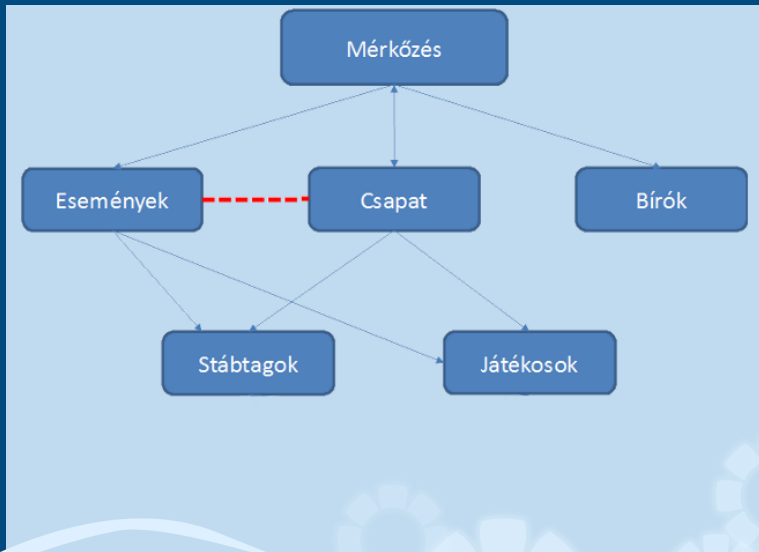 Mérkőzés
Események
Csapat
Bírók
Stábtagok
Játékosok